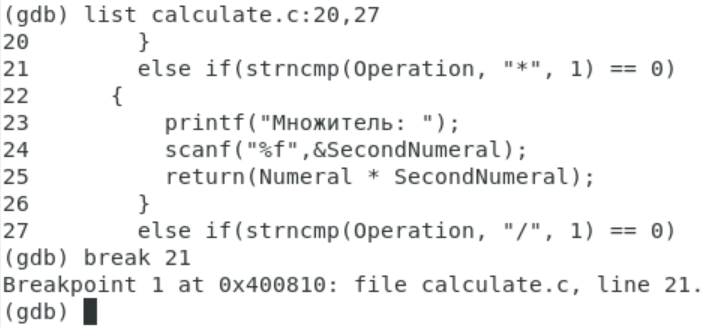 (gdb) list calculate.c:20,27
20        }
21        else if(strncmp(Operation, "*", 1) == 0)
22      {
23          printf("Множитель: ");
24          scanf("%f",&SecondNumeral);
25          return(Numeral * SecondNumeral);
26        }
27        else if(strncmp(Operation, "/", 1) == 0)
(gdb) break 21
Breakpoint 1 at 0x400810: file calculate.c, line 21.
(gdb)